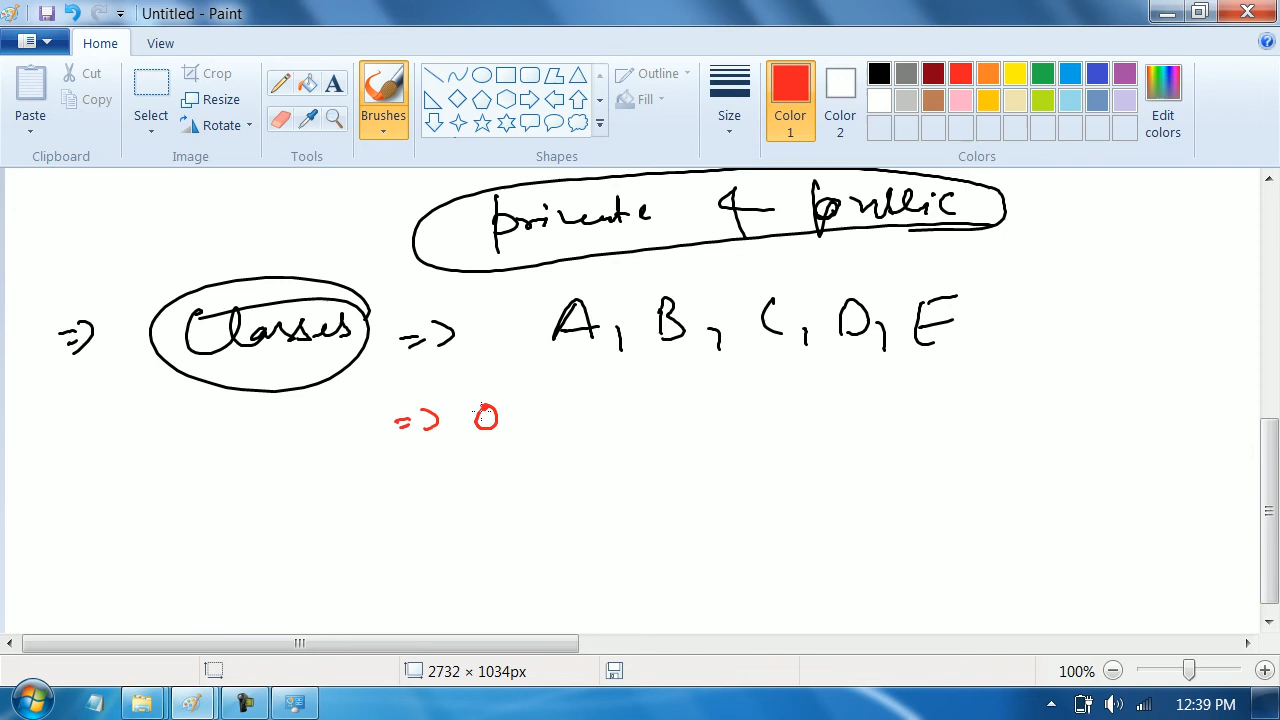 Untitled - Paint
Home View
Cut
Copy
Paste
Clipboard
Select
Crop
Resize
Rotate
Image
Tools
Brushes
Shapes
Outline
Fill
Size
Color 1
Color 2
Edit colors
Colors
private & public
=> Classes => A, B, C, D, E
=> 0
2732 × 1034px
100%
12:39 PM